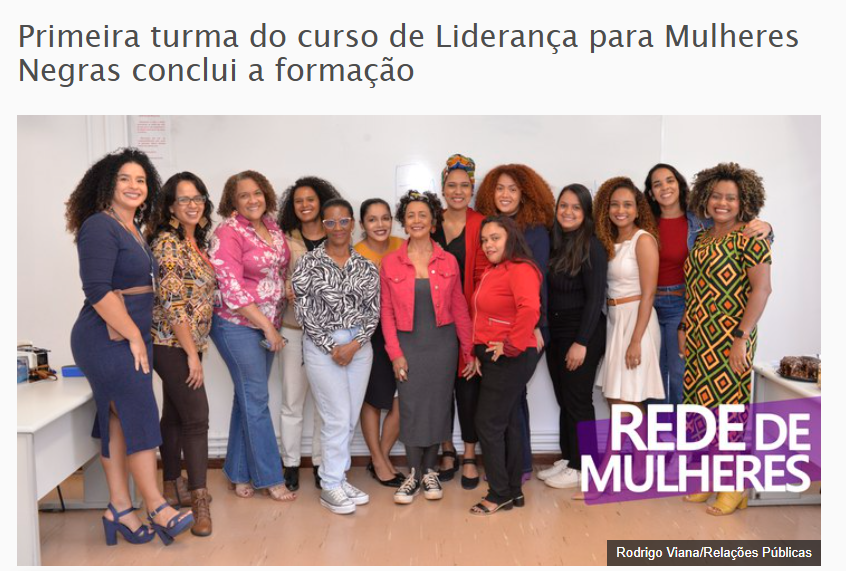 Primeira turma do curso de Liderança para Mulheres
Negras conclui a formação
REDE DE
MULHERES
Rodrigo Viana/Relações Públicas